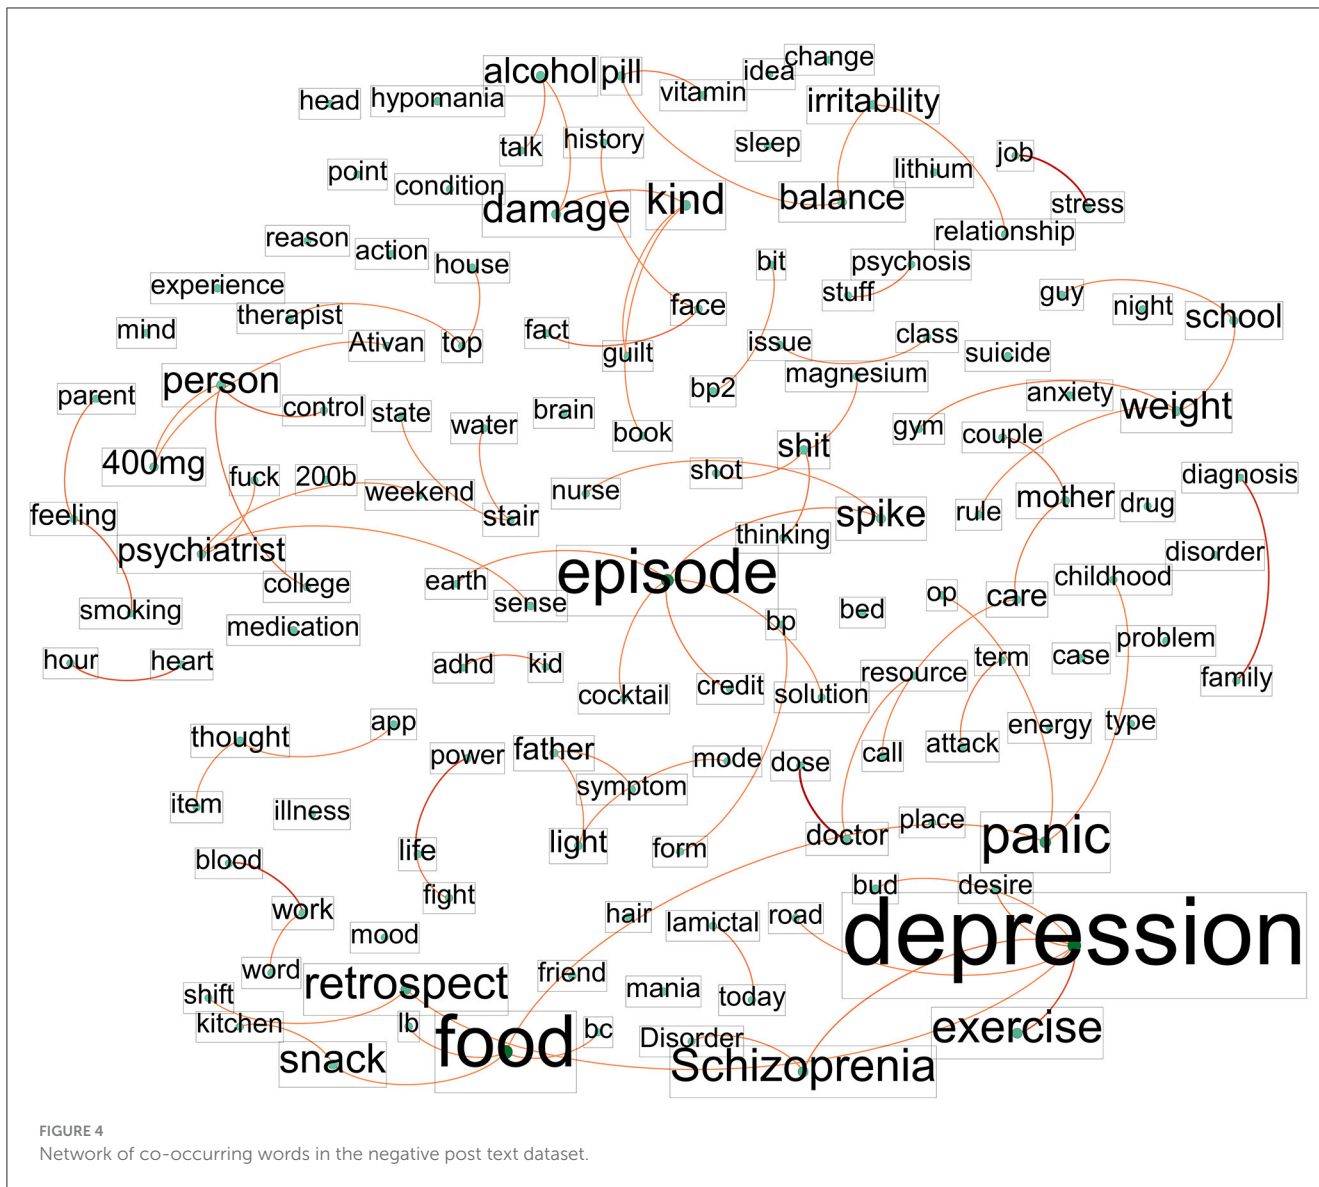 change
alcohol
pill
idea
vitamin
head
hypomania
irritability
talk
history
sleep
job
point
condition
lithium
damage
kind
balance
stress
reason
action
house
relationship
bit
psychosis
experience
stuff
guy
night
school
therapist
face
mind
Ativan
top
fact
guilt
issue
class
suicide
person
parent
control
bp2
magnesium
anxiety
weight
state
water
brain
book
gym
couple
shit
400mg
fuck
200b
weekend
nurse
shot
diagnosis
feeling
stair
spike
rule
mother
drug
thinking
psychiatrist
college
earth
episode
disorder
childhood
smoking
sense
bp
bed
op
care
medication
problem
hour
heart
adhd
kid
term
case
cocktail
credit
solution
resource
family
thought
app
power
father
mode
dose
call
attack
energy
type
symptom
item
illness
life
light
form
doctor
place
panic
blood
fight
bud
desire
work
mood
hair
lamictal
road
depression
word
retrospect
friend
mania
today
shift
kitchen
lb
food
bc
Disorder
exercise
snack
Schizoprenia
FIGURE 4
Network of co-occurring words in the negative post text dataset.